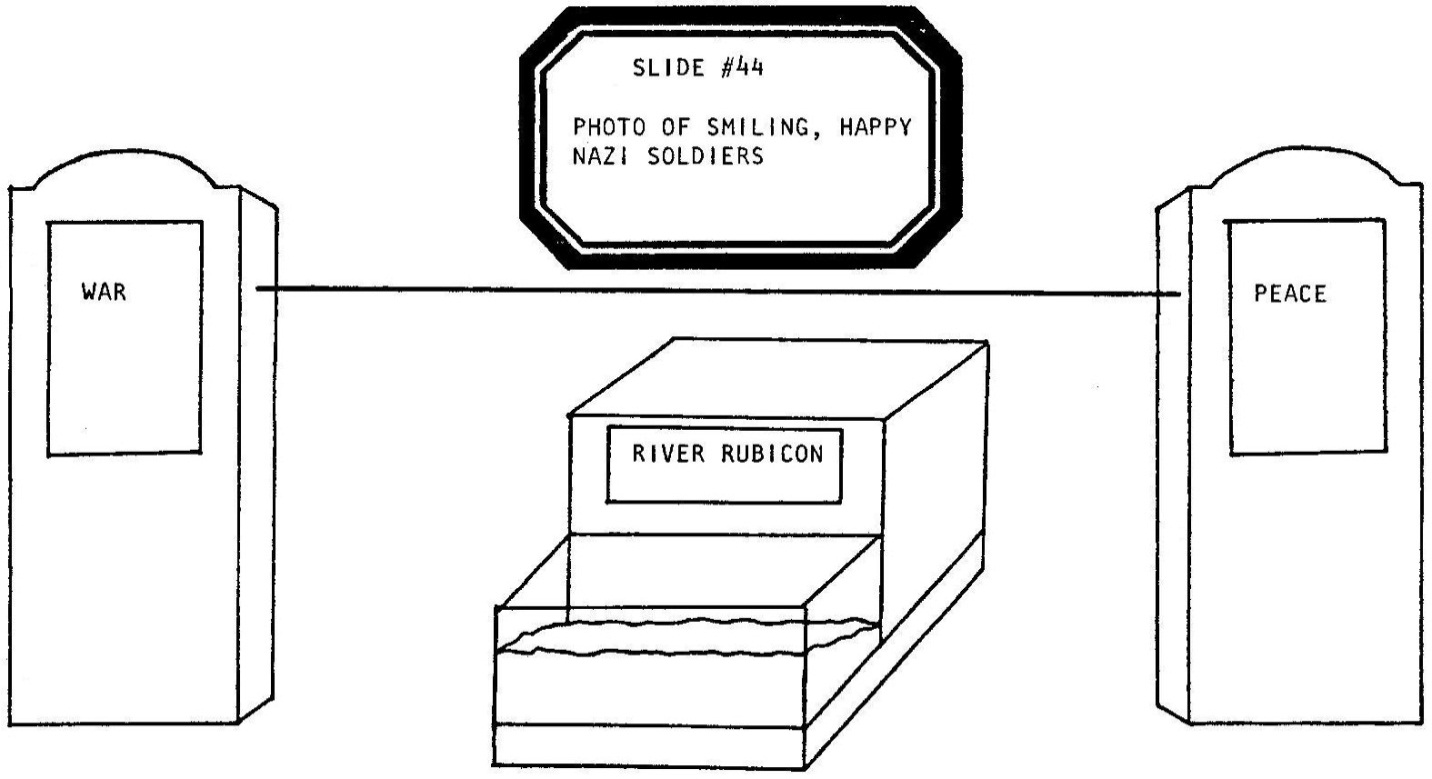 SLIDE #44
PHOTO OF SMILING, HAPPY
NAZI SOLDIERS
WAR
PEACE
RIVER RUBICON